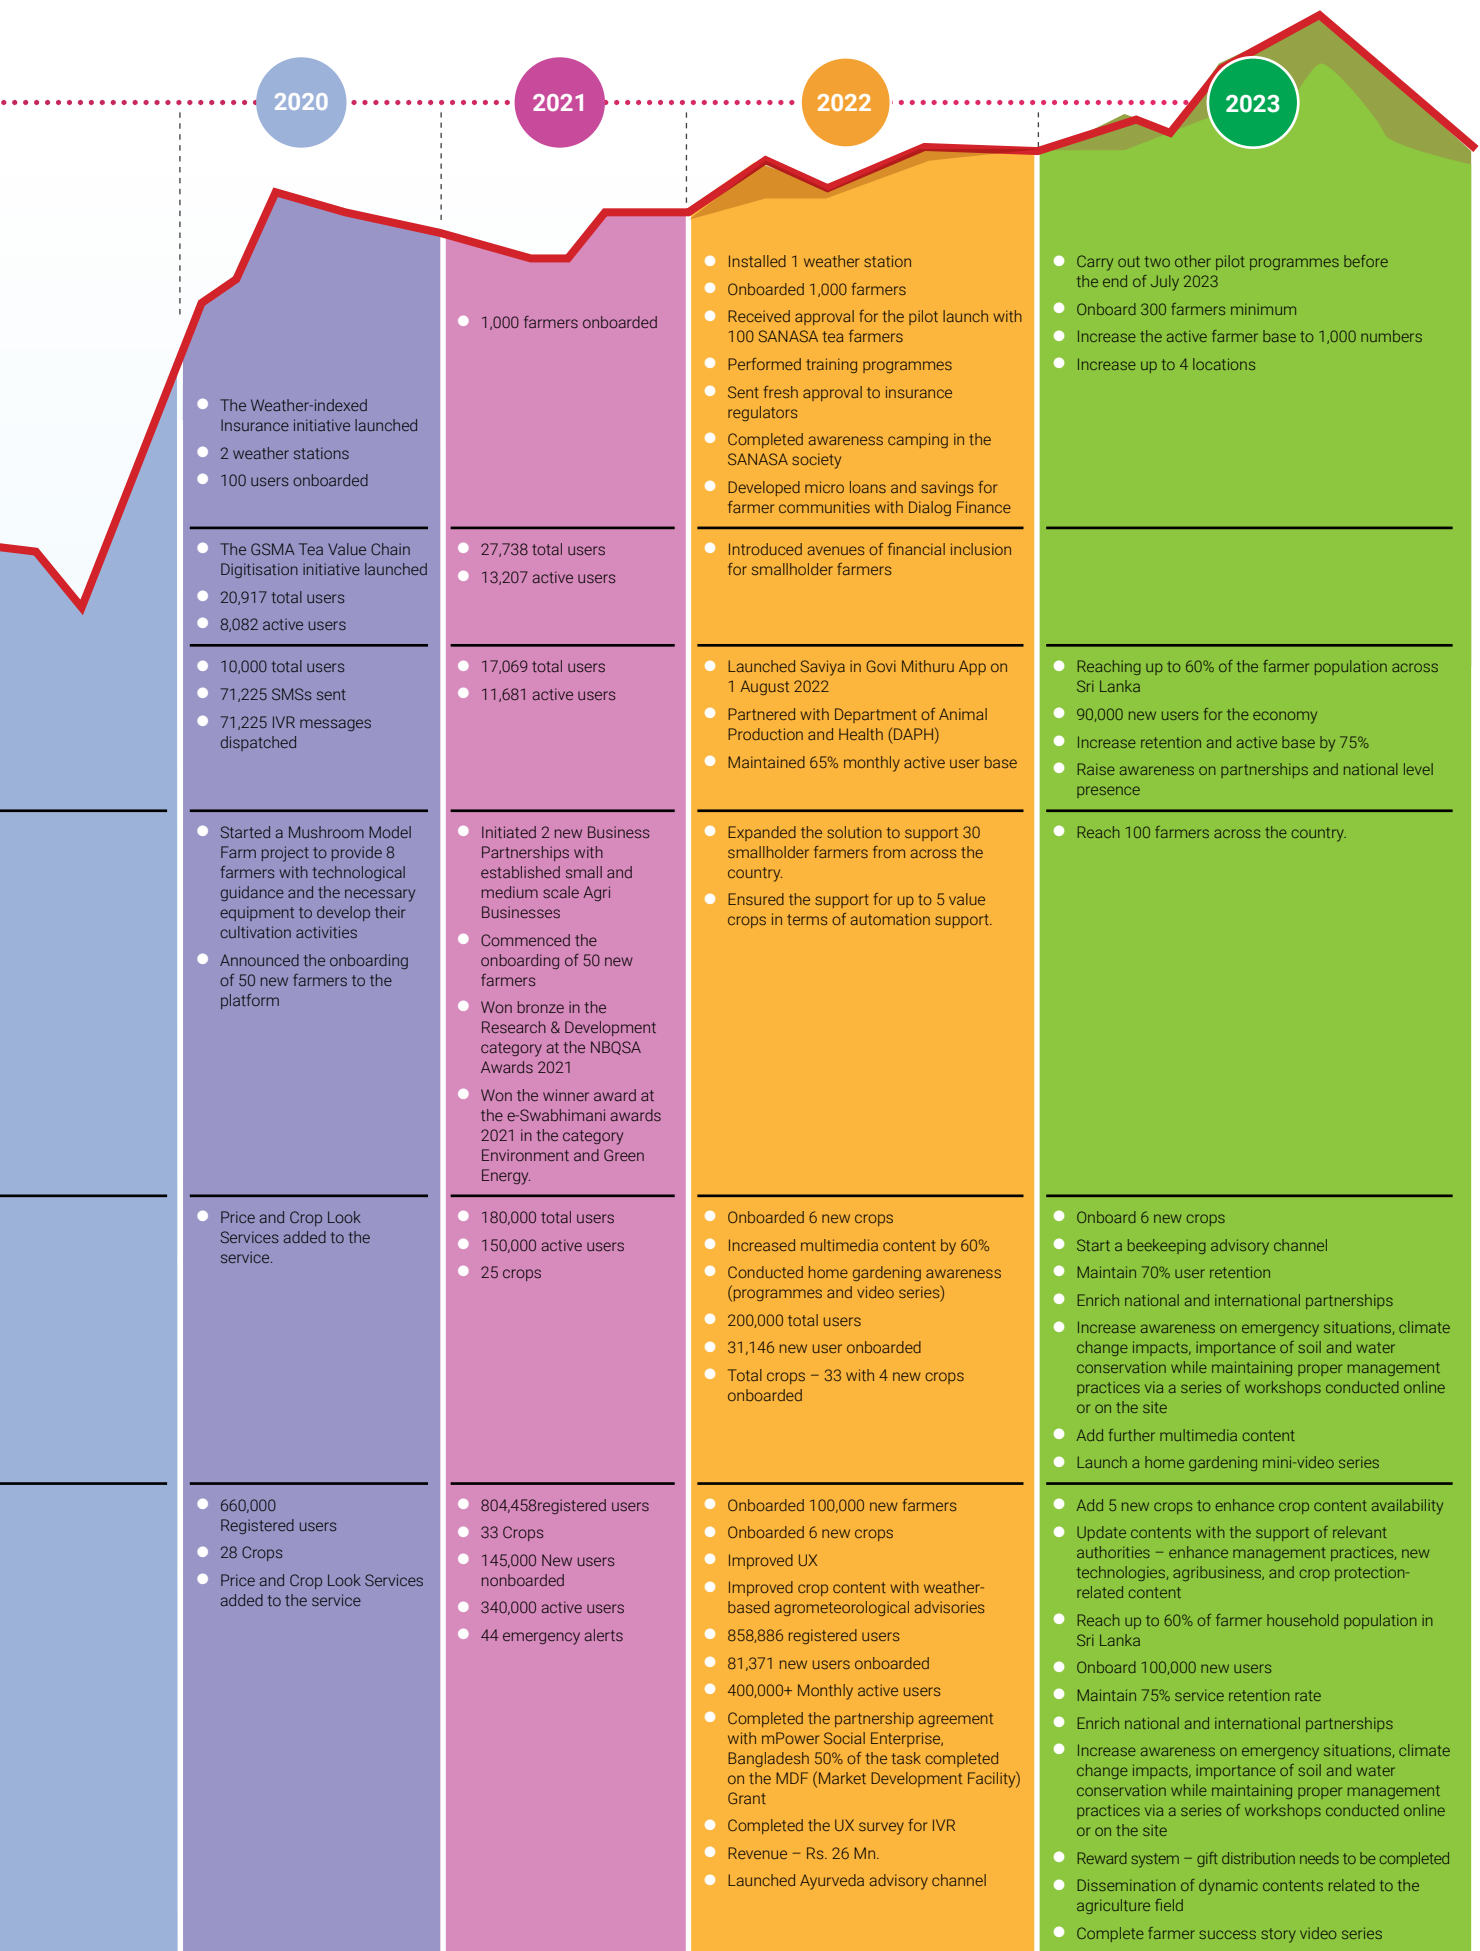 2020
2021
2022
2023
The Weather-indexed
Insurance initiative launched
2 weather stations
100 users onboarded
1,000 farmers onboarded
Installed 1 weather station
Onboarded 1,000 farmers
Received approval for the pilot launch with
100 SANASA tea farmers
Performed training programmes
Sent fresh approval to insurance
regulators
Completed awareness camping in the
SANASA society
Developed micro loans and savings for
farmer communities with Dialog Finance
Carry out two other pilot programmes before
the end of July 2023
Onboard 300 farmers minimum
Increase the active farmer base to 1,000 numbers
Increase up to 4 locations
The GSMA Tea Value Chain
Digitisation initiative launched
20,917 total users
8,082 active users
27,738 total users
13,207 active users
Introduced avenues of financial inclusion
for smallholder farmers
10,000 total users
71,225 SMSs sent
71,225 IVR messages
dispatched
17,069 total users
11,681 active users
Launched Saviya in Govi Mithuru App on
1 August 2022
Partnered with Department of Animal
Production and Health (DAPH)
Maintained 65% monthly active user base
Reaching up to 60% of the farmer population across
Sri Lanka
90,000 new users for the economy
Increase retention and active base by 75%
Raise awareness on partnerships and national level
presence
Started a Mushroom Model
Farm project to provide 8
farmers with technological
guidance and the necessary
equipment to develop their
cultivation activities
Announced the onboarding
of 50 new farmers to the
platform
Initiated 2 new Business
Partnerships with
established small and
medium scale Agri
Businesses
Commenced the
onboarding of 50 new
farmers
Won bronze in the
Research & Development
category at the NBQSA
Awards 2021
Won the winner award at
the e-Swabhimani awards
2021 in the category
Environment and Green
Energy.
Expanded the solution to support 30
smallholder farmers from across the
country.
Ensured the support for up to 5 value
crops in terms of automation support.
Reach 100 farmers across the country.
Price and Crop Look
Services added to the
service.
180,000 total users
150,000 active users
25 crops
Onboarded 6 new crops
Increased multimedia content by 60%
Conducted home gardening awareness
(programmes and video series)
200,000 total users
31,146 new user onboarded
Total crops – 33 with 4 new crops
onboarded
Onboard 6 new crops
Start a beekeeping advisory channel
Maintain 70% user retention
Enrich national and international partnerships
Increase awareness on emergency situations, climate
change impacts, importance of soil and water
conservation while maintaining proper management
practices via a series of workshops conducted online
or on the site
Add further multimedia content
Launch a home gardening mini-video series
660,000
Registered users
28 Crops
Price and Crop Look Services
added to the service
804,458registered users
33 Crops
145,000 New users
nonboarded
340,000 active users
44 emergency alerts
Onboarded 100,000 new farmers
Onboarded 6 new crops
Improved UX
Improved crop content with weather-
based agrometeorological advisories
858,886 registered users
81,371 new users onboarded
400,000+ Monthly active users
Completed the partnership agreement
with mPower Social Enterprise,
Bangladesh 50% of the task completed
on the MDF (Market Development Facility)
Grant
Completed the UX survey for IVR
Revenue – Rs. 26 Mn.
Launched Ayurveda advisory channel
Add 5 new crops to enhance crop content availability
Update contents with the support of relevant
authorities – enhance management practices, new
technologies, agribusiness, and crop protection-
related content
Reach up to 60% of farmer household population in
Sri Lanka
Onboard 100,000 new users
Maintain 75% service retention rate
Enrich national and international partnerships
Increase awareness on emergency situations, climate
change impacts, importance of soil and water
conservation while maintaining proper management
practices via a series of workshops conducted online
or on the site
Reward system – gift distribution needs to be completed
Dissemination of dynamic contents related to the
agriculture field
Complete farmer success story video series